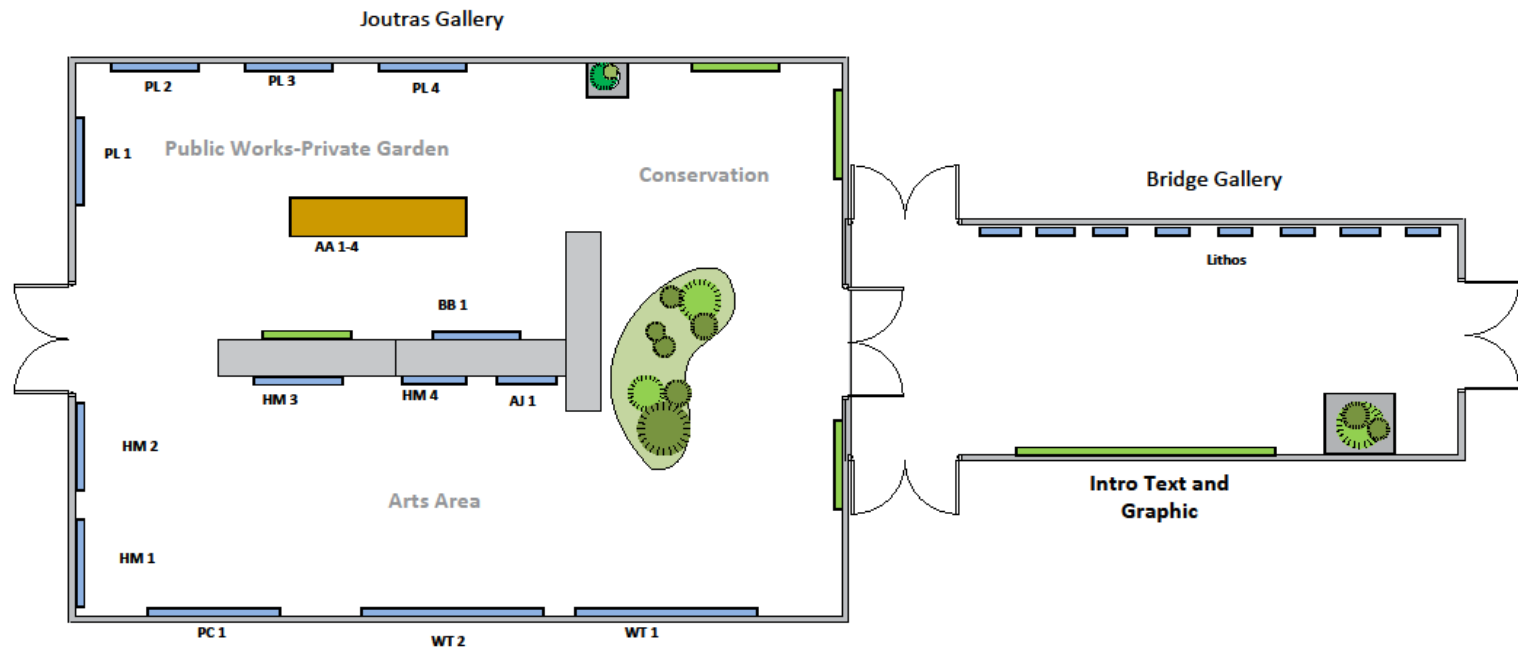 Joutras Gallery
PL 2
PL 3
PL 4
PL 1
Public Works-Private Garden
Conservation
Bridge Gallery
AA 1-4
Lithos
BB 1
HM 3
HM 4
AJ 1
HM 2
Arts Area
Intro Text and
Graphic
HM 1
PC 1
WT 2
WT 1